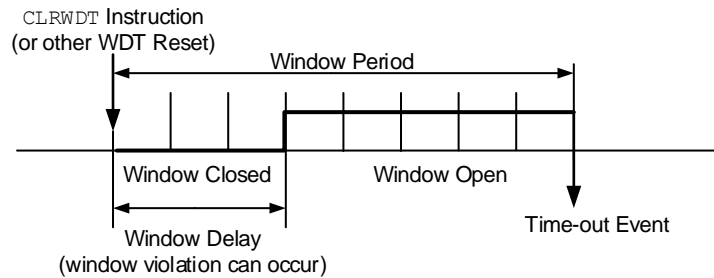 CLRWDT Instruction
(or other WDT Reset)
Window Period
Window Closed
Window Open
Time-out Event
Window Delay
(window violation can occur)